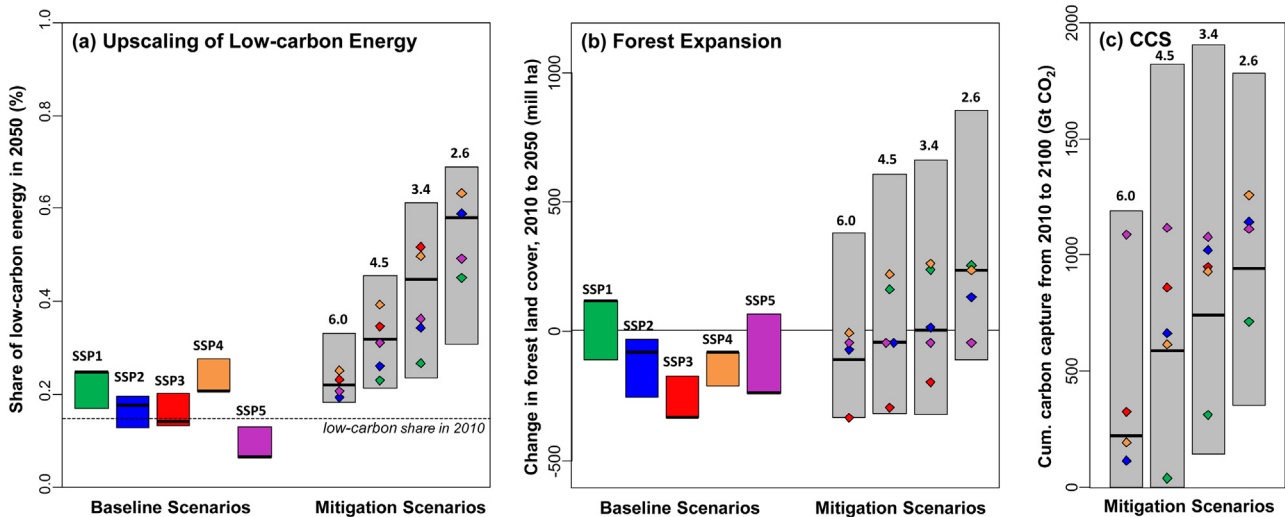 (a) Upscaling of Low-carbon Energy
Share of low-carbon energy in 2050 (%)
1.0
0.8
0.6
0.4
0.2
0.0
SSP1
SSP2
SSP3
SSP4
SSP5
6.0
4.5
3.4
2.6
low-carbon share in 2010
Baseline Scenarios
Mitigation Scenarios
(b) Forest Expansion
Change in forest land cover, 2010 to 2050 (mill ha)
1000
500
0
-500
SSP1
SSP2
SSP3
SSP4
SSP5
6.0
4.5
3.4
2.6
Baseline Scenarios
Mitigation Scenarios
(c) CCS
Cum. carbon capture from 2010 to 2100 (Gt CO₂)
2000
1500
1000
500
0
6.0
4.5
3.4
2.6
Mitigation Scenarios